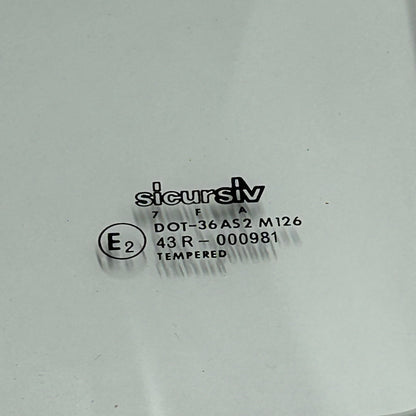 sicursiv
7 F A
DOT-36 AS2 M126
E2 43 R - 000981
TEMPERED